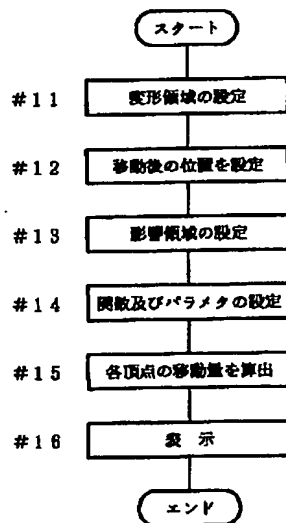 スタート
#11 変形領域の設定
#12 移動後の位置を設定
#13 影響領域の設定
#14 関数及びパラメタの設定
#15 各頂点の移動量を算出
#16 表 示
エンド